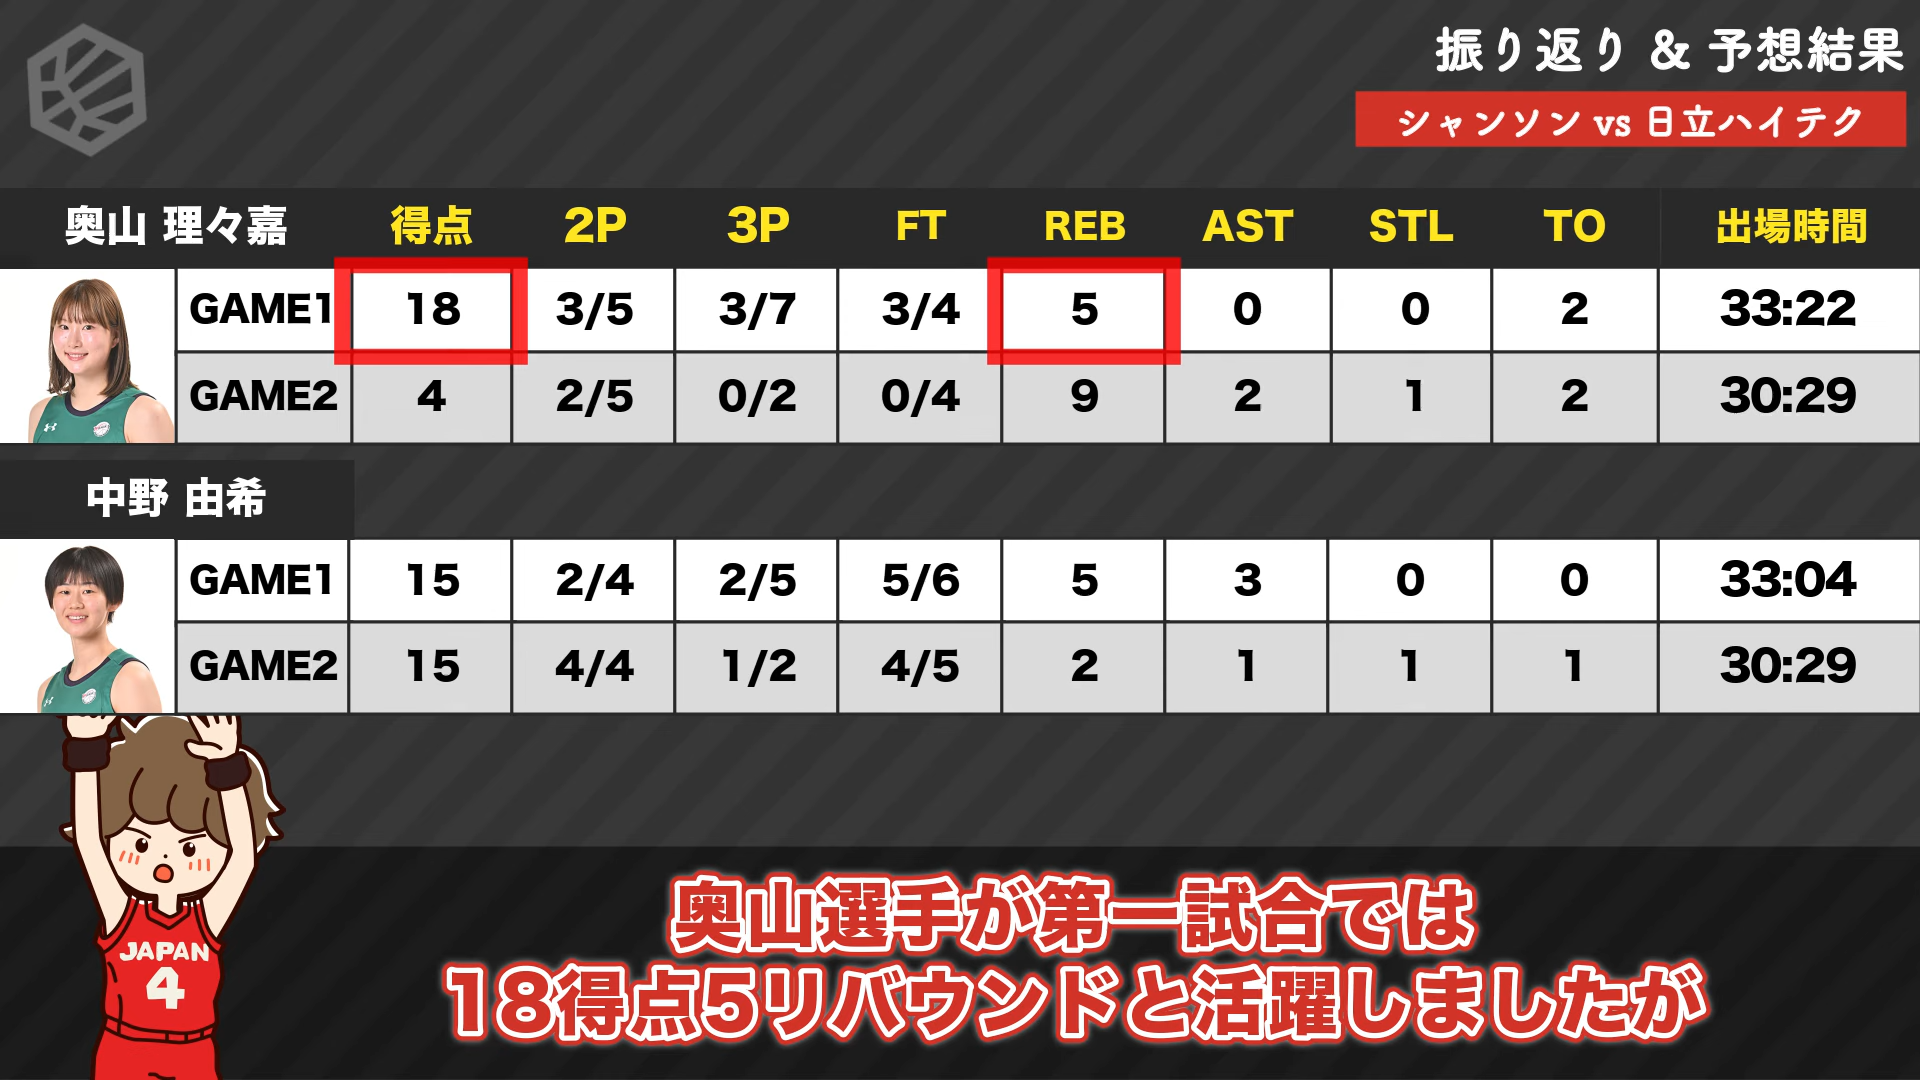 振り返り & 予想結果
シャンソン vs 日立ハイテク
奥山 理々嘉 得点 2P 3P FT REB AST STL TO 出場時間
GAME1 18 3/5 3/7 3/4 5 0 0 2 33:22
GAME2 4 2/5 0/2 0/4 9 2 1 2 30:29
中野 由希
GAME1 15 2/4 2/5 5/6 5 3 0 0 33:04
GAME2 15 4/4 1/2 4/5 2 1 1 1 30:29
JAPAN
4
奥山選手が第一試合では
18得点5リバウンドと活躍しましたが